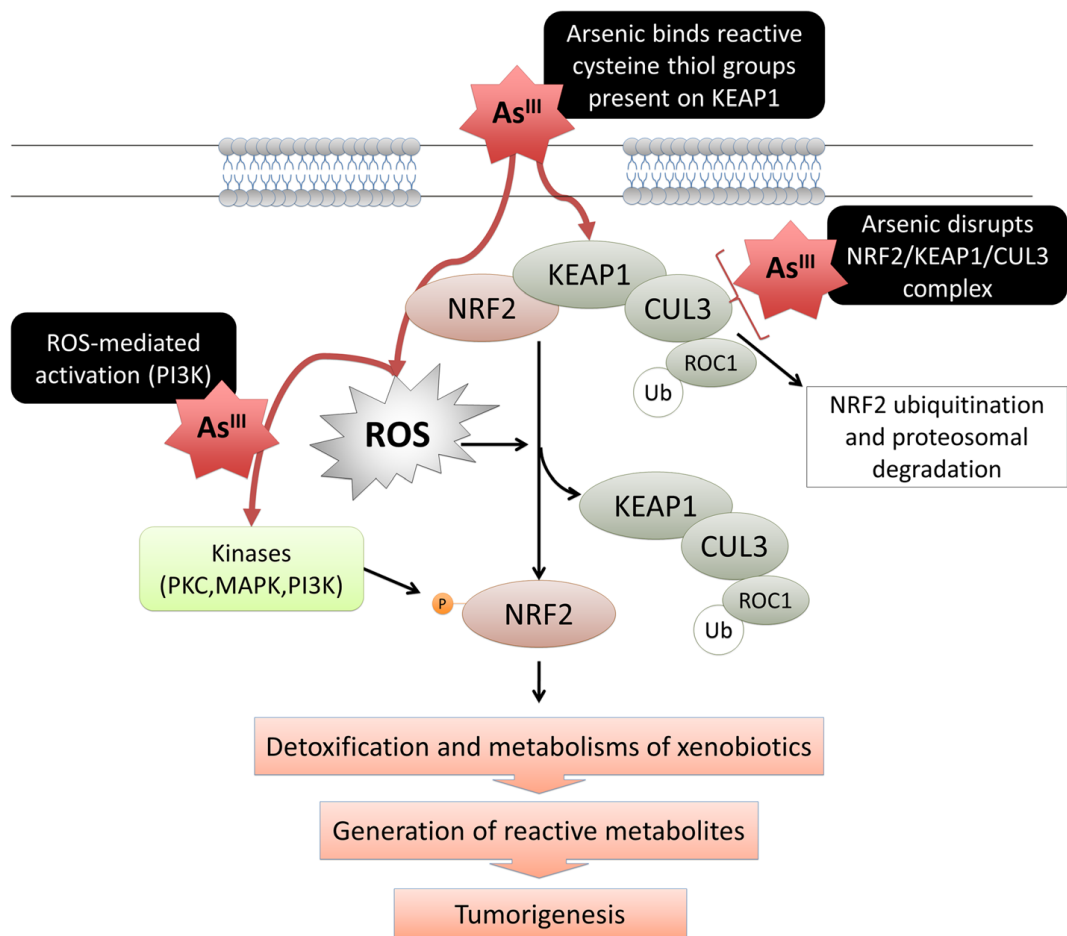 Arsenic binds reactive
cysteine thiol groups
present on KEAP1
As^III
Arsenic disrupts
NRF2/KEAP1/CUL3
complex
As^III
KEAP1
NRF2
CUL3
ROC1
Ub
ROS-mediated
activation (PI3K)
As^III
ROS
NRF2 ubiquitination
and proteosomal
degradation
KEAP1
CUL3
ROC1
Ub
Kinases
(PKC,MAPK,PI3K)
P
NRF2
Detoxification and metabolisms of xenobiotics
Generation of reactive metabolites
Tumorigenesis